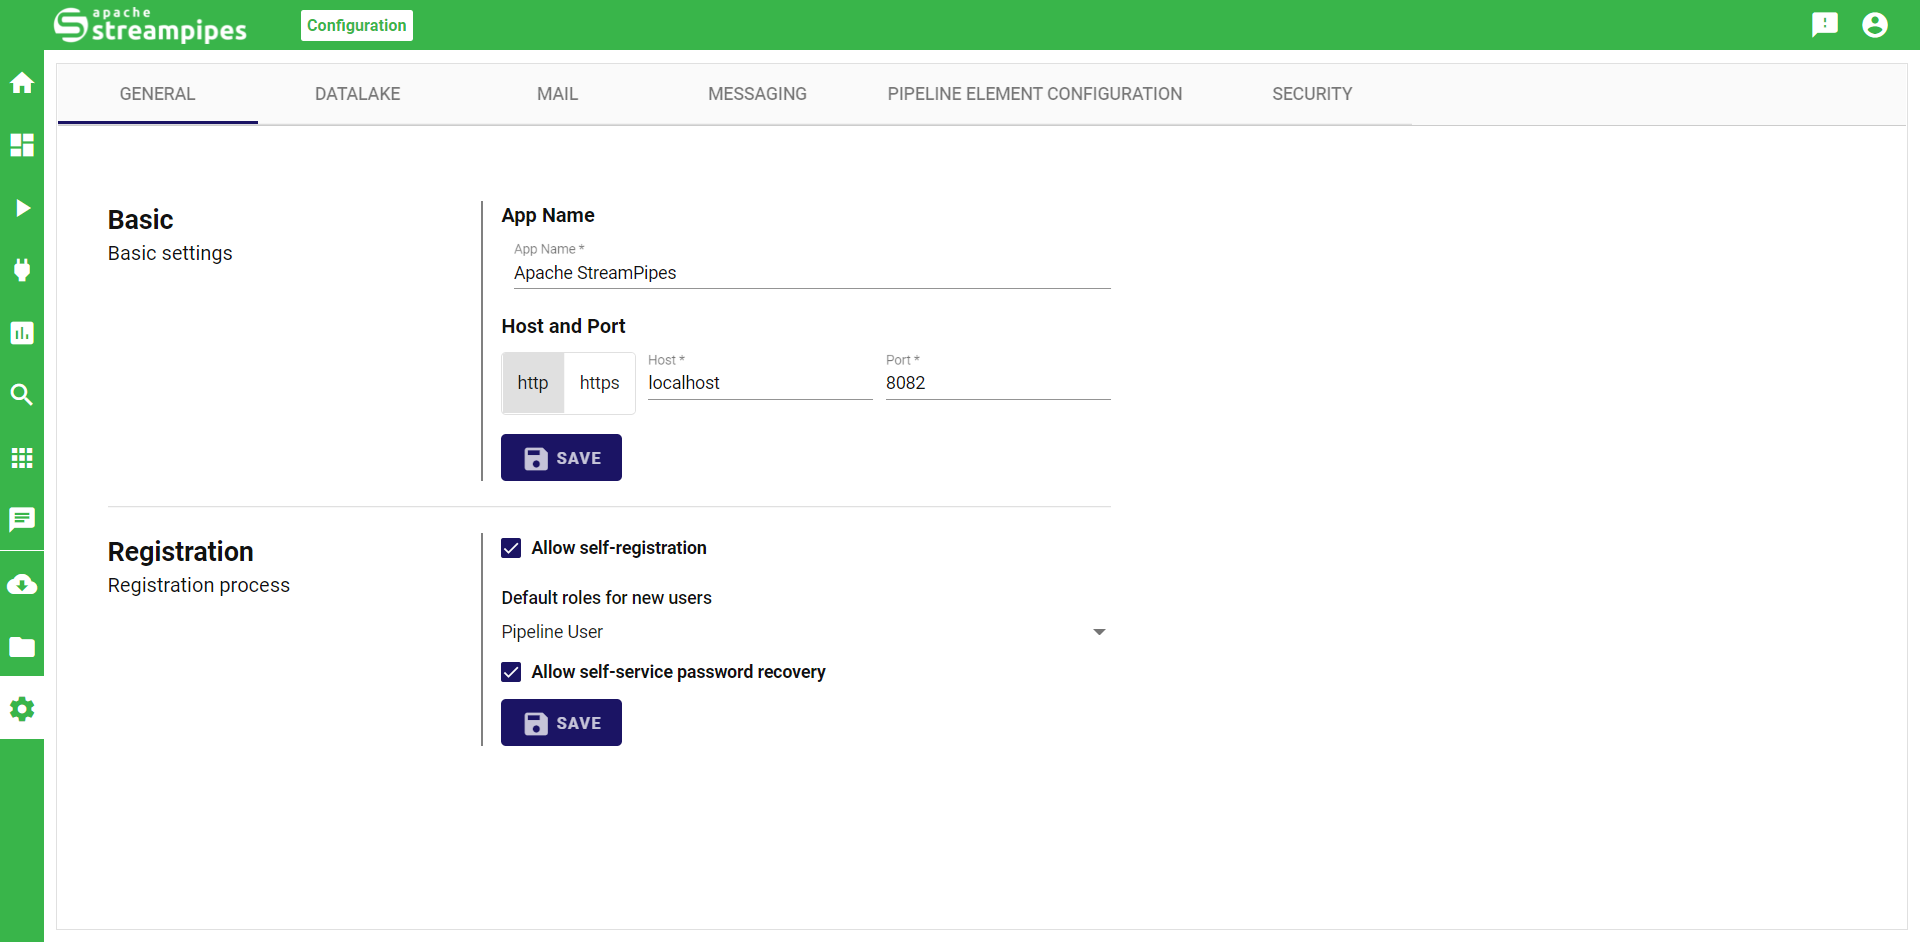 apache
streampipes
Configuration
GENERAL DATALAKE MAIL MESSAGING PIPELINE ELEMENT CONFIGURATION SECURITY
Basic
Basic settings
App Name
App Name *
Apache StreamPipes
Host and Port
http https
Host *
localhost
Port *
8082
SAVE
Registration
Registration process
Allow self-registration
Default roles for new users
Pipeline User
Allow self-service password recovery
SAVE